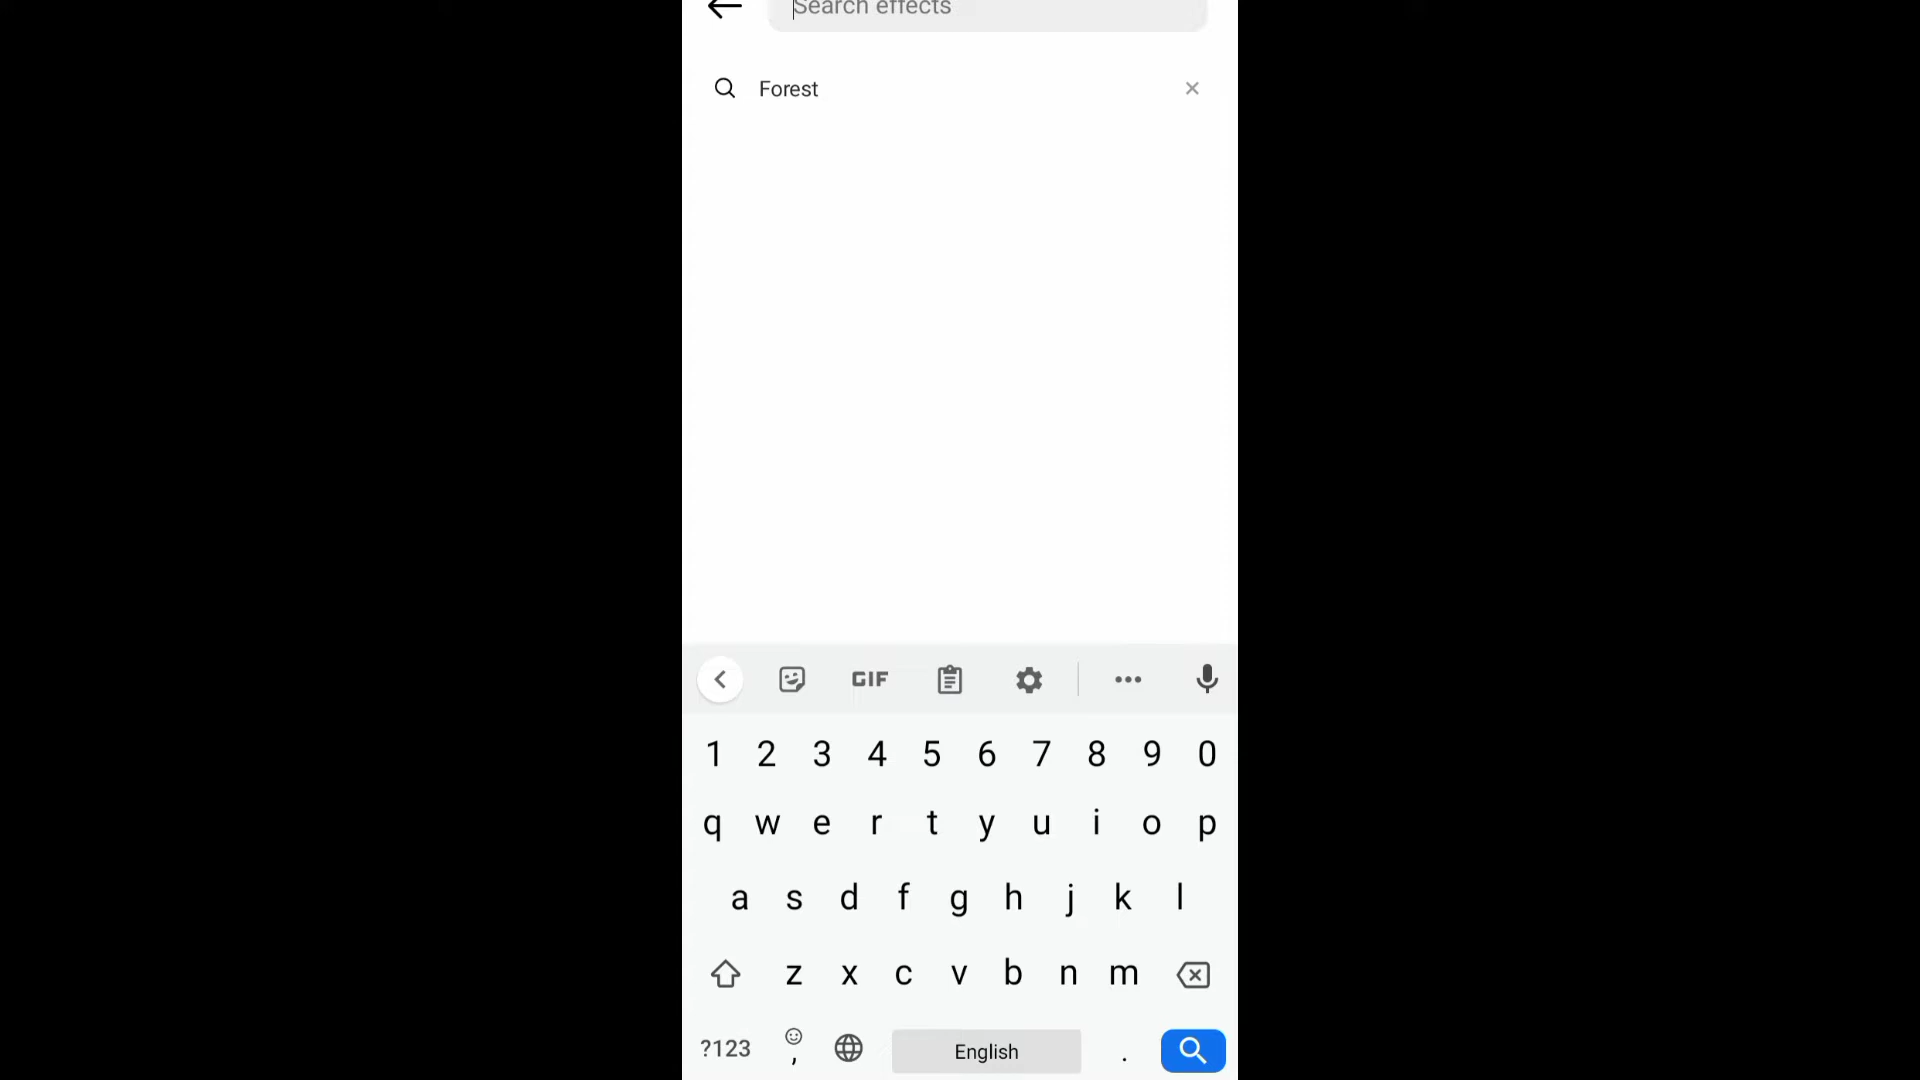 Search effects
Forest
GIF
1 2 3 4 5 6 7 8 9 0
q w e r t y u i o p
a s d f g h j k l
z x c v b n m
?123 , English .